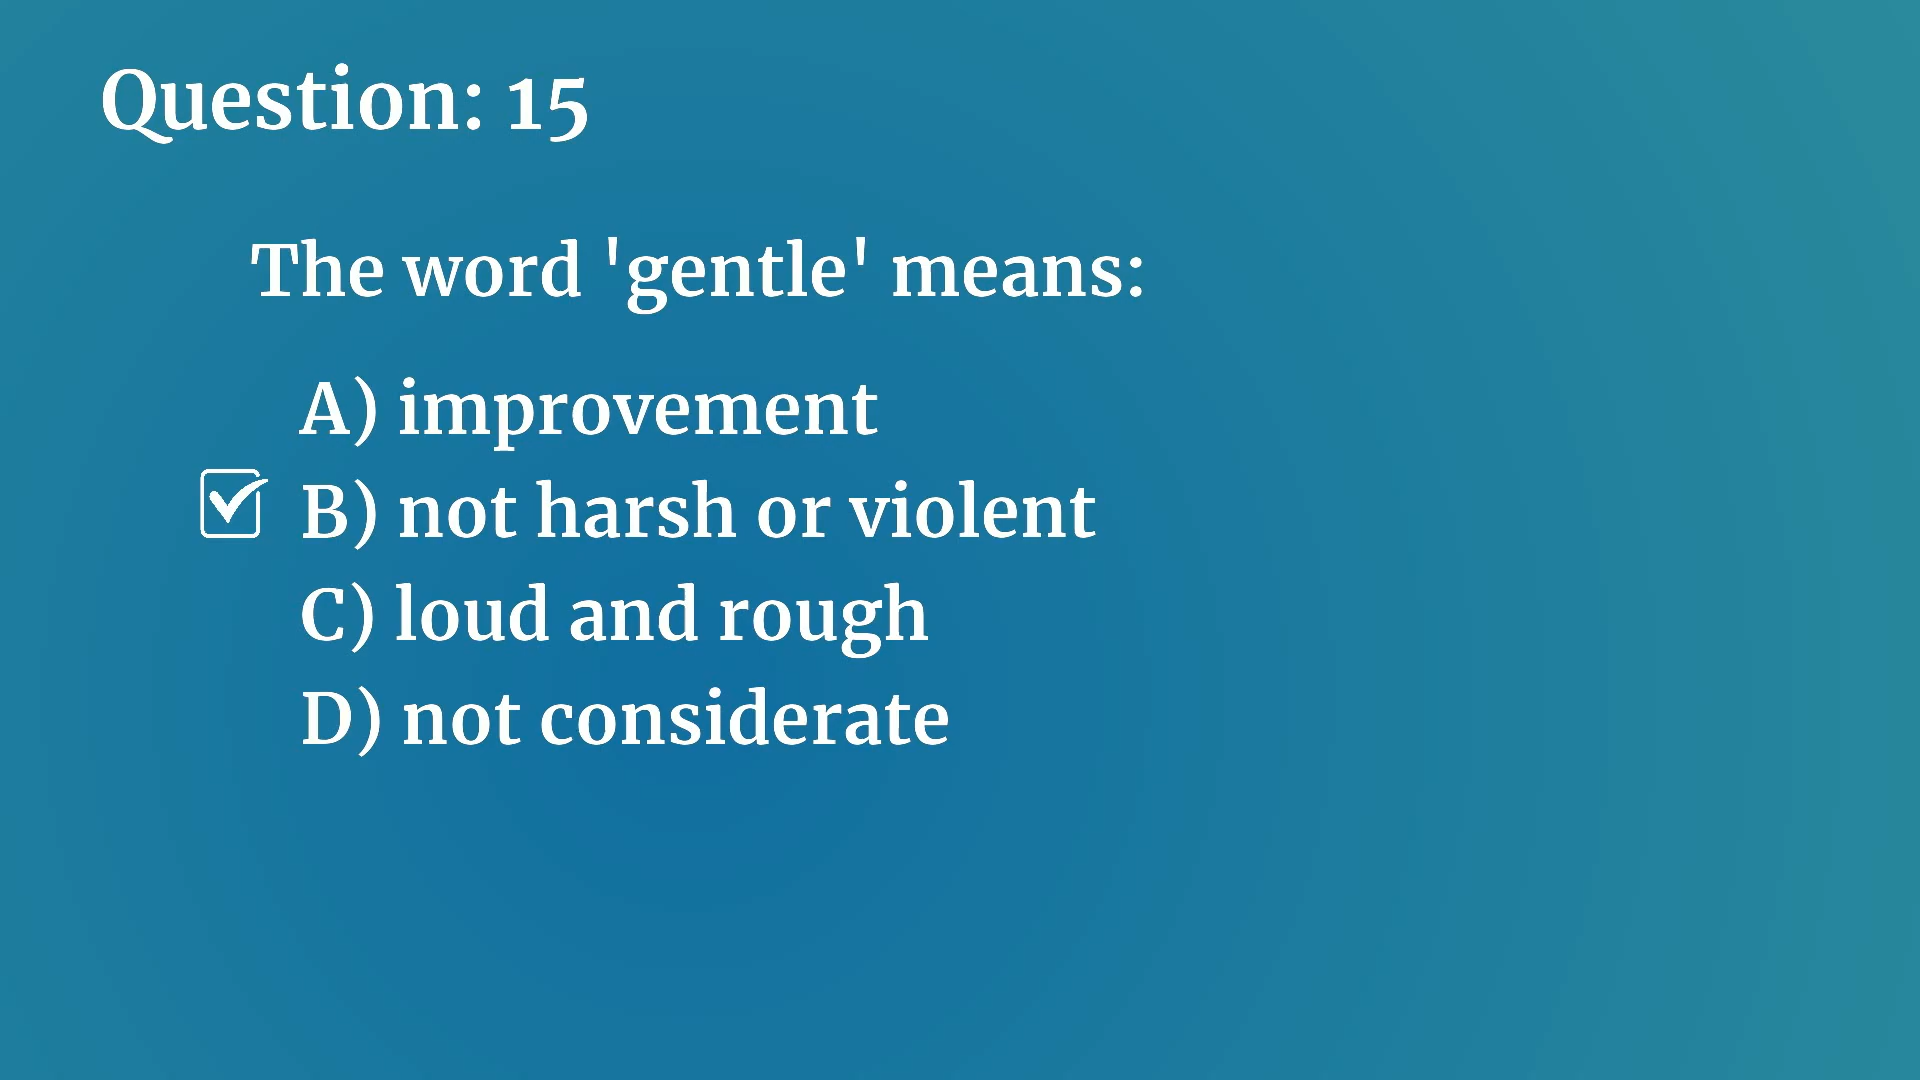 Question: 15
The word 'gentle' means:
A) improvement
B) not harsh or violent
C) loud and rough
D) not considerate